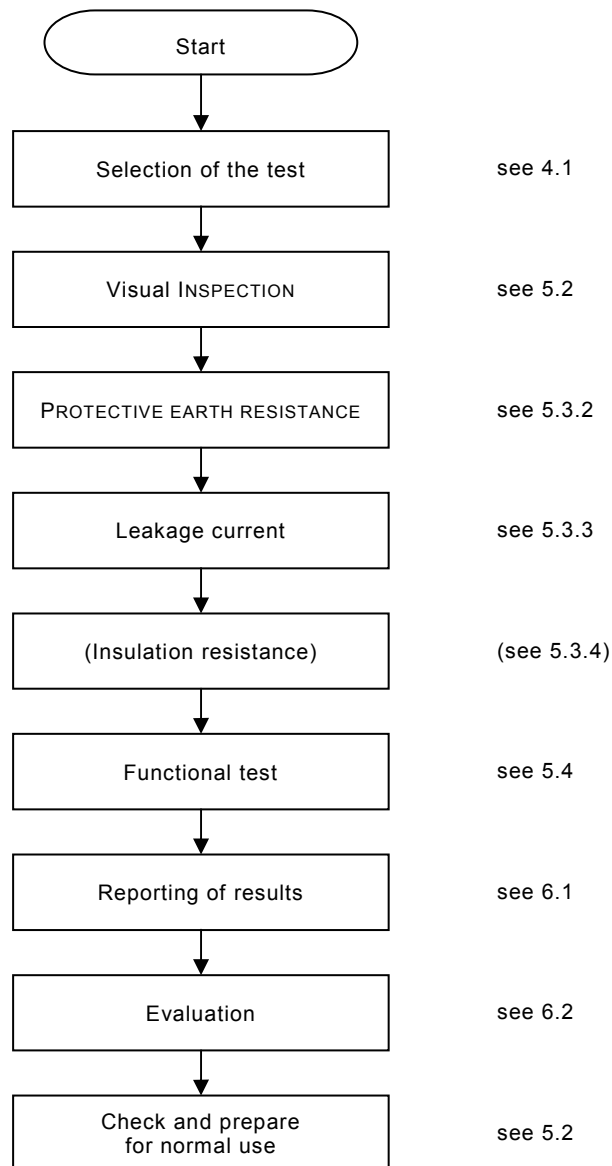 Start
Selection of the test
see 4.1
Visual INSPECTION
see 5.2
PROTECTIVE EARTH RESISTANCE
see 5.3.2
Leakage current
see 5.3.3
(Insulation resistance)
(see 5.3.4)
Functional test
see 5.4
Reporting of results
see 6.1
Evaluation
see 6.2
Check and prepare
for normal use
see 5.2